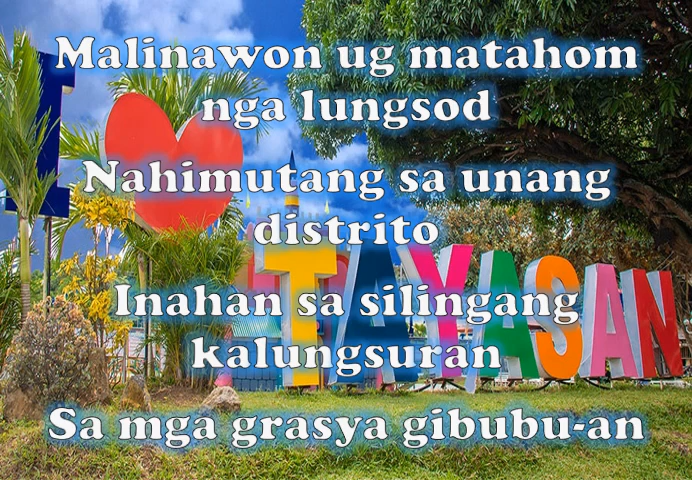 Malinawon ug matahom
nga lungsod
Nahimutang sa unang
distrito
Inahan sa silingang
kalungsuran
Sa mga grasya gibubu-an
I
TAYASAN